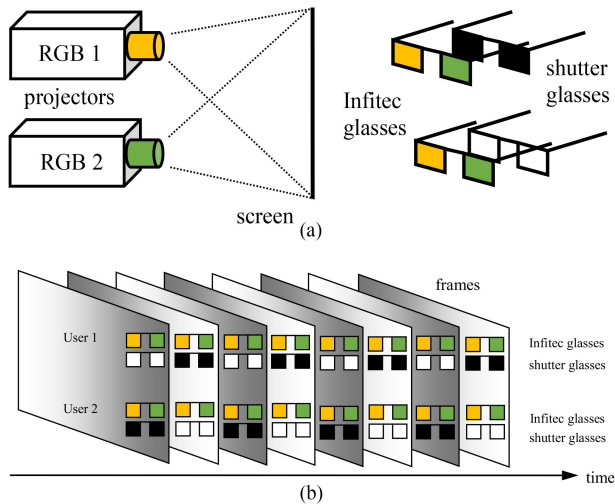 RGB 1
projectors
RGB 2
screen
Infitec
glasses
shutter
glasses
(a)
frames
User 1
Infitec glasses
shutter glasses
User 2
Infitec glasses
shutter glasses
time
(b)